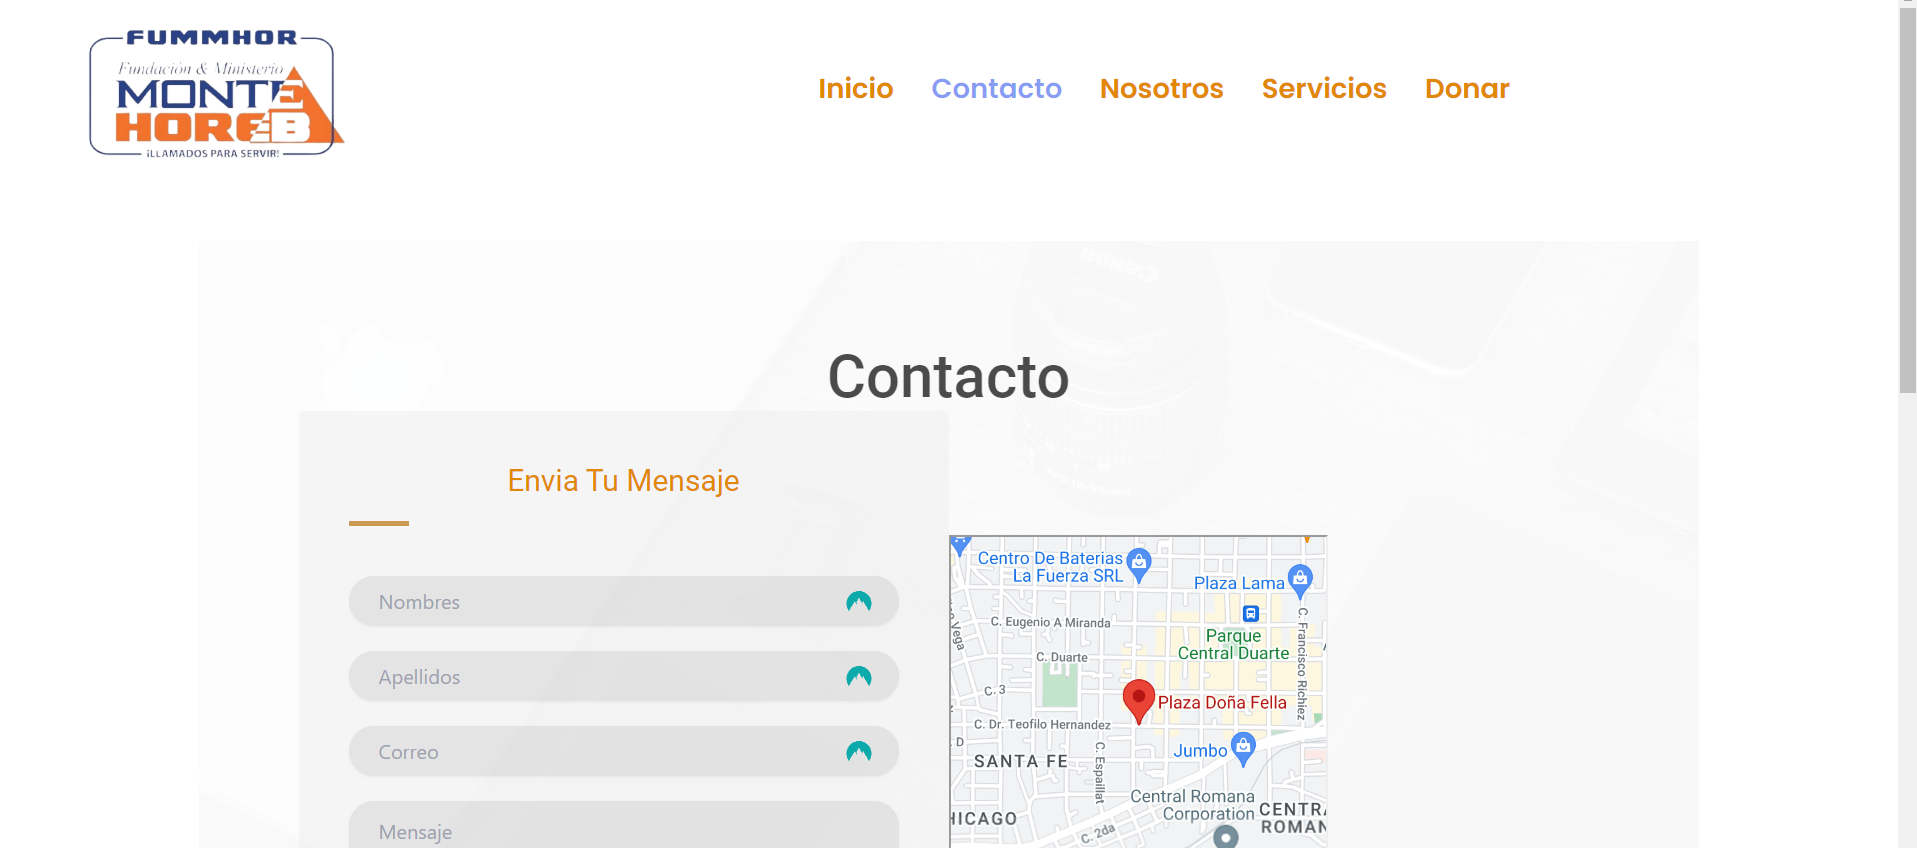 FUMMHOR
Fundación & Ministerio
MONTE
HOREB
¡LLAMADOS PARA SERVIR!
Inicio Contacto Nosotros Servicios Donar
Canon
Contacto
Envia Tu Mensaje
Nombres
Apellidos
Correo
Mensaje
Centro De Baterias
La Fuerza SRL
Plaza Lama
C. Eugenio A Miranda
Vega
Parque
Central Duarte
C. Francisco Richiez
C. Duarte
C. 3
Plaza Doña Fella
C. Dr. Teofilo Hernandez
D
Jumbo
SANTA FE
C. Espaillat
Central Romana
Corporation
CENTRA
ROMAN
HICAGO
C. 2da